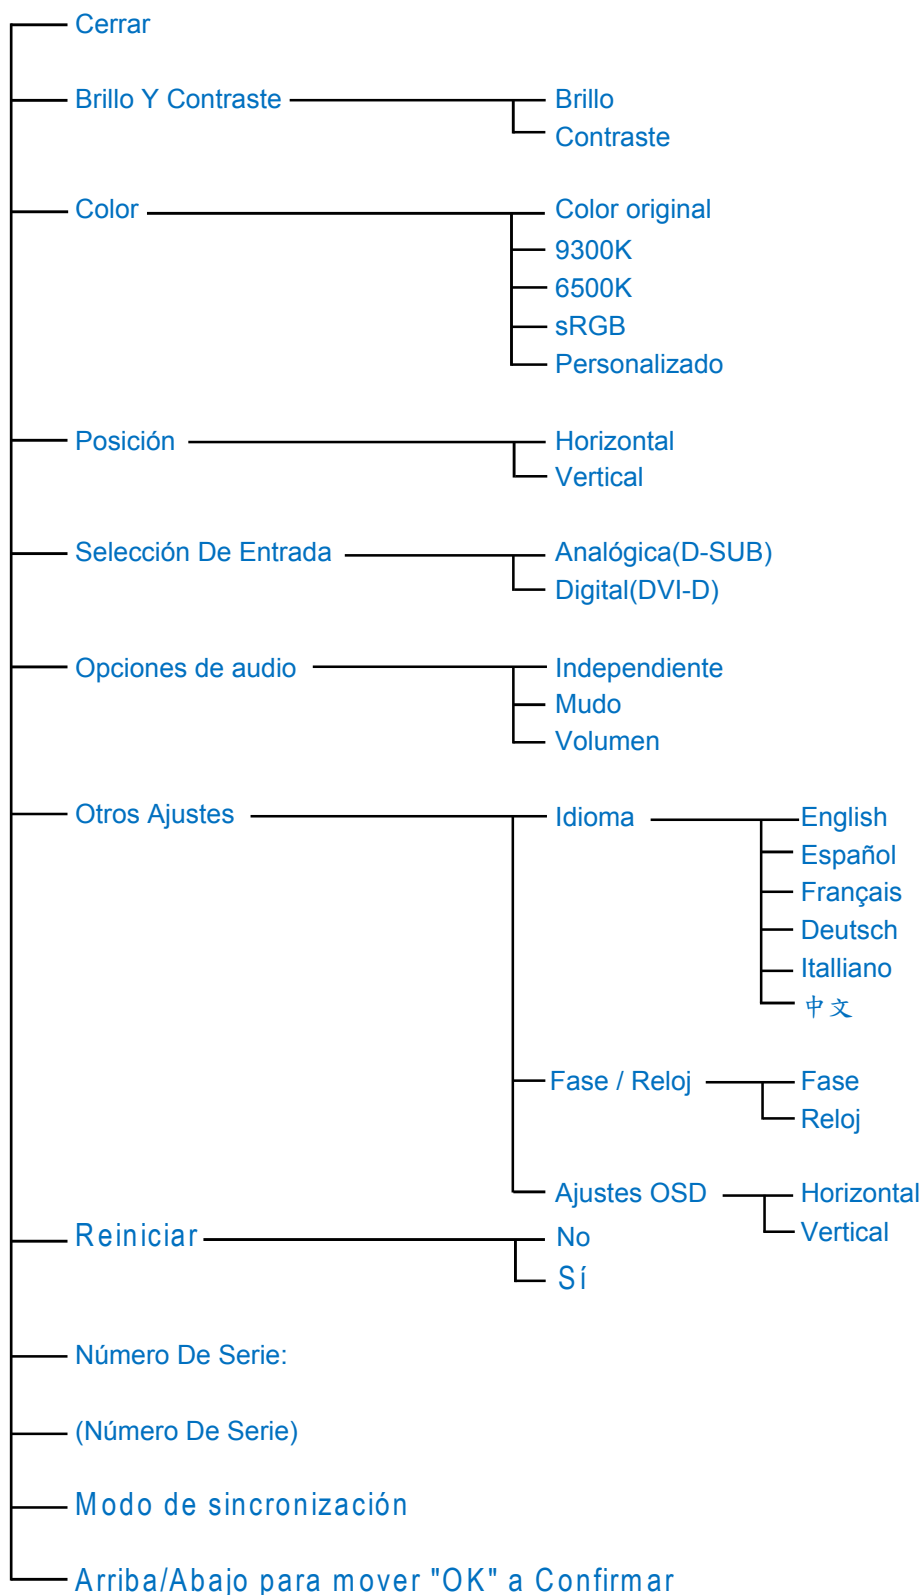 Cerrar
Brillo Y Contraste
Brillo
Contraste
Color
Color original
9300K
6500K
sRGB
Personalizado
Posición
Horizontal
Vertical
Selección De Entrada
Analógica(D-SUB)
Digital(DVI-D)
Opciones de audio
Independiente
Mudo
Volumen
Otros Ajustes
Idioma
English
Español
Français
Deutsch
Italliano
中文
Fase / Reloj
Fase
Reloj
Ajustes OSD
Horizontal
Vertical
Reiniciar
No
Sí
Número De Serie:
(Número De Serie)
Modo de sincronización
Arriba/Abajo para mover "OK" a Confirmar